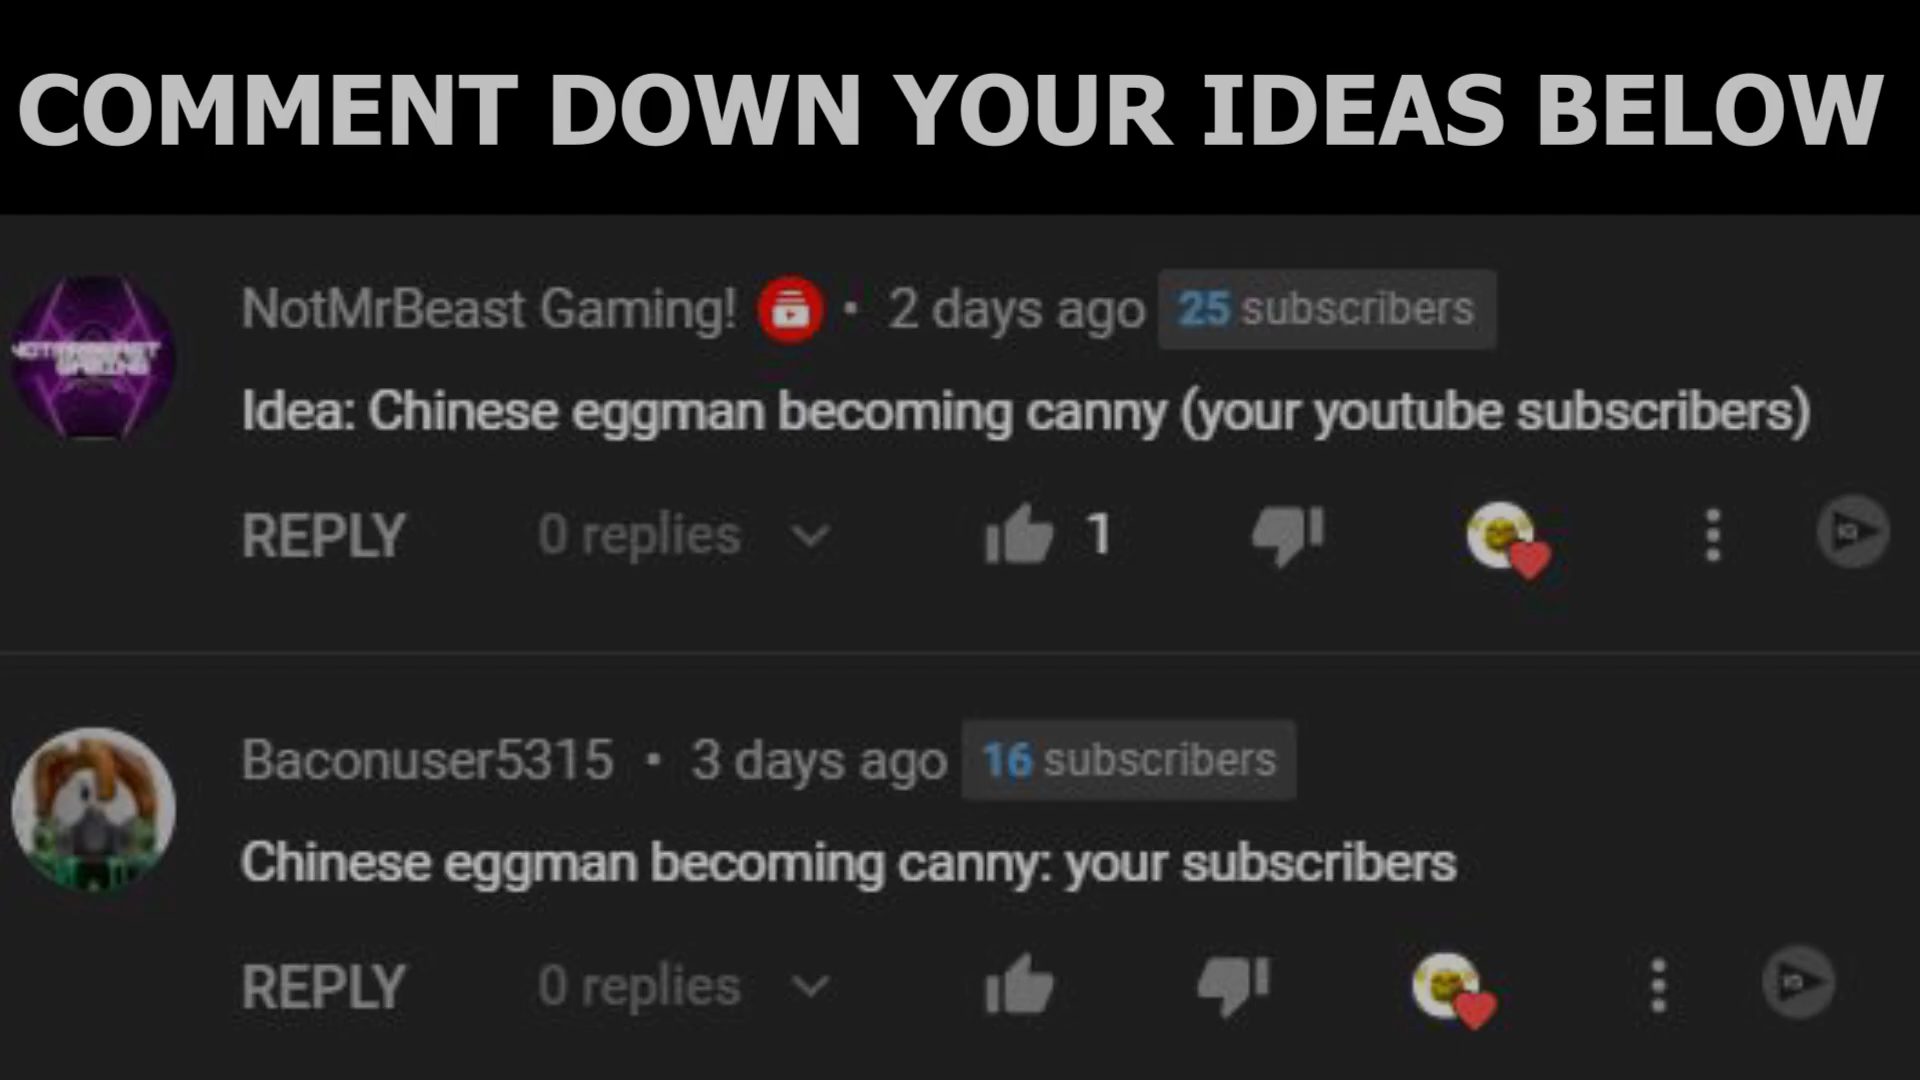 COMMENT DOWN YOUR IDEAS BELOW
NotMrBeast Gaming! • 2 days ago 25 subscribers
Idea: Chinese eggman becoming canny (your youtube subscribers)
REPLY 0 replies 1
Baconuser5315 • 3 days ago 16 subscribers
Chinese eggman becoming canny: your subscribers
REPLY 0 replies